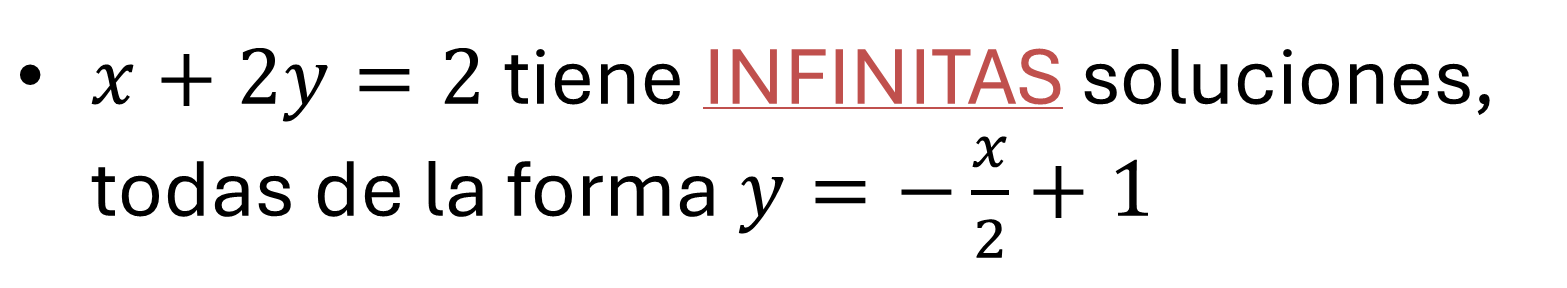 • x + 2y = 2 tiene INFINITAS soluciones,
todas de la forma y = −x/2 + 1